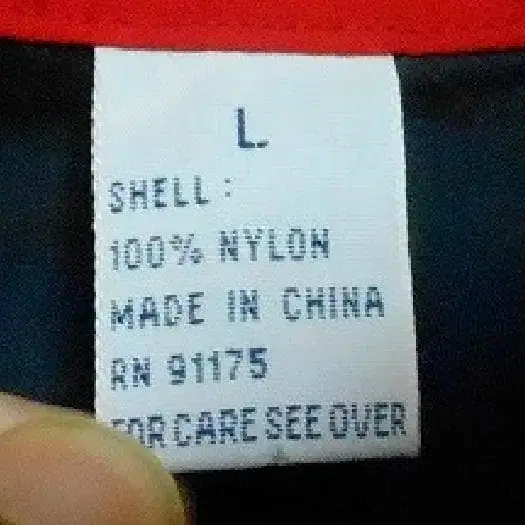 L
SHELL:
100% NYLON
MADE IN CHINA
RN 91175
FOR CARE SEE OVER